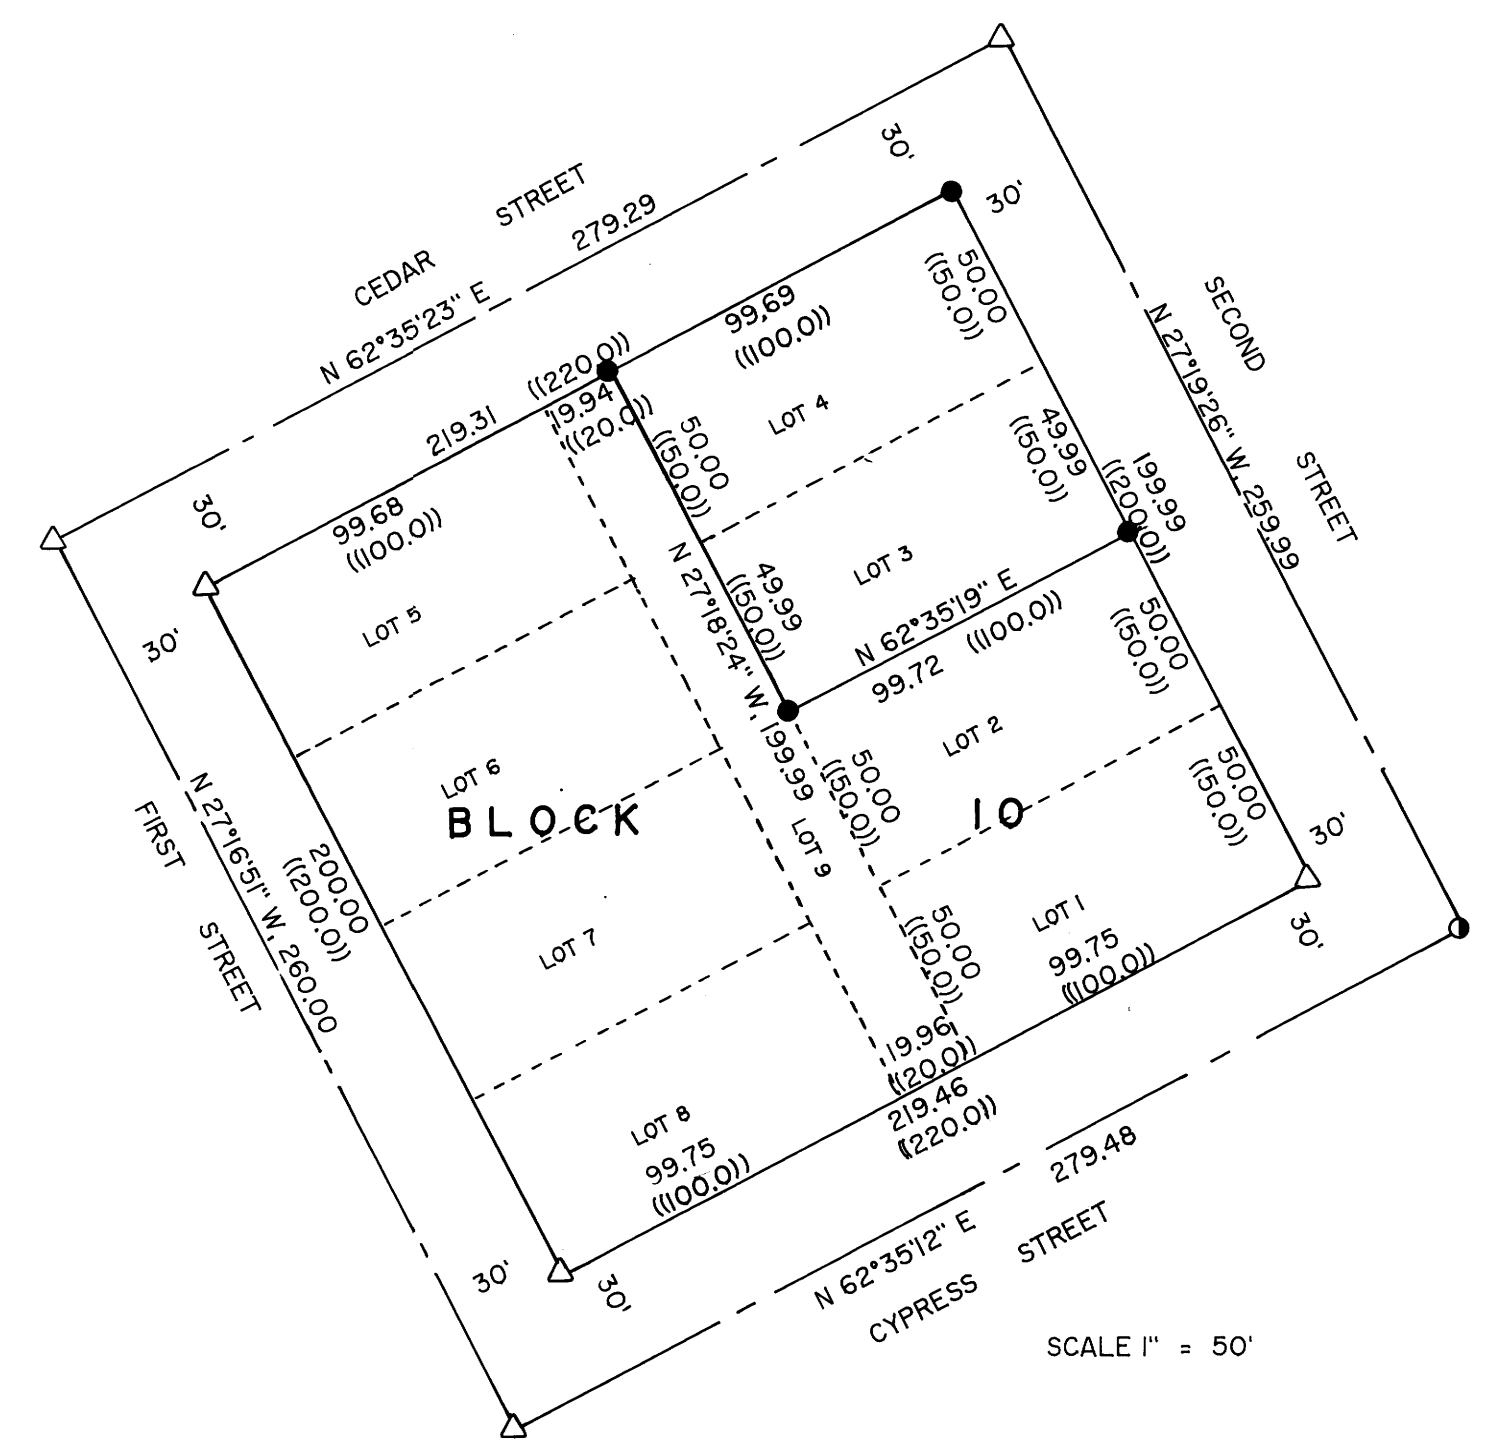 30'
30'
STREET
279.29
CEDAR
N 62°35'23" E
SECOND
50.00
((50.0))
99.69
((100.0))
N 27°19'26" W, 259.99
((220.0))
19.94
((20.0))
219.31
LOT 4
50.00
((50.0))
49.99
((50.0))
199.99
((200.0))
STREET
30'
99.68
((100.0))
LOT 3
N 62°35'19" E
((100.0))
99.72
49.99
((50.0))
N 27°18'24" W, 199.99
30'
LOT 5
50.00
((50.0))
LOT 2
LOT 6
BLOCK
10
50.00
((50.0))
50.00
((50.0))
LOT 9
30'
FIRST
N 27°16'51" W, 260.00
200.00
((200.0))
STREET
LOT 7
50.00
((50.0))
LOT 1
99.75
((100.0))
30'
19.96
((20.0))
219.46
((220.0))
LOT 8
99.75
((100.0))
279.48
30'
30'
N 62°35'12" E
STREET
CYPRESS
SCALE 1" = 50'